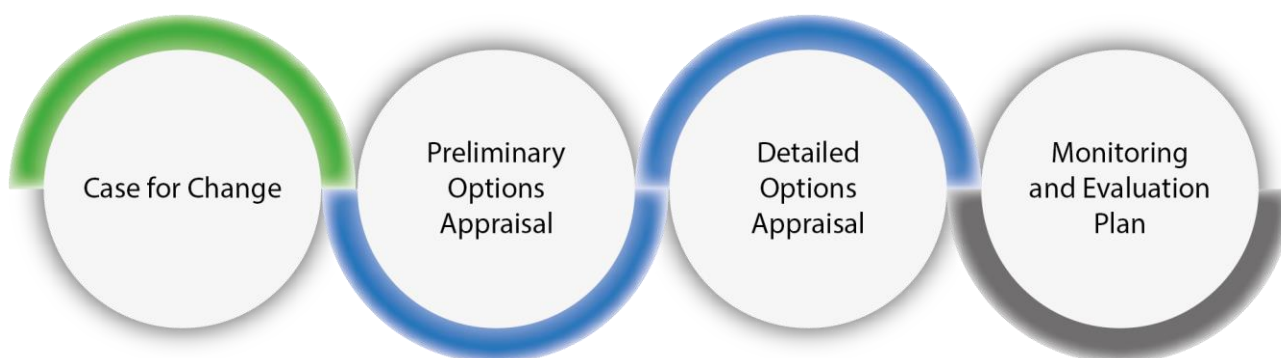 Case for Change
Preliminary
Options
Appraisal
Detailed
Options
Appraisal
Monitoring
and Evaluation
Plan